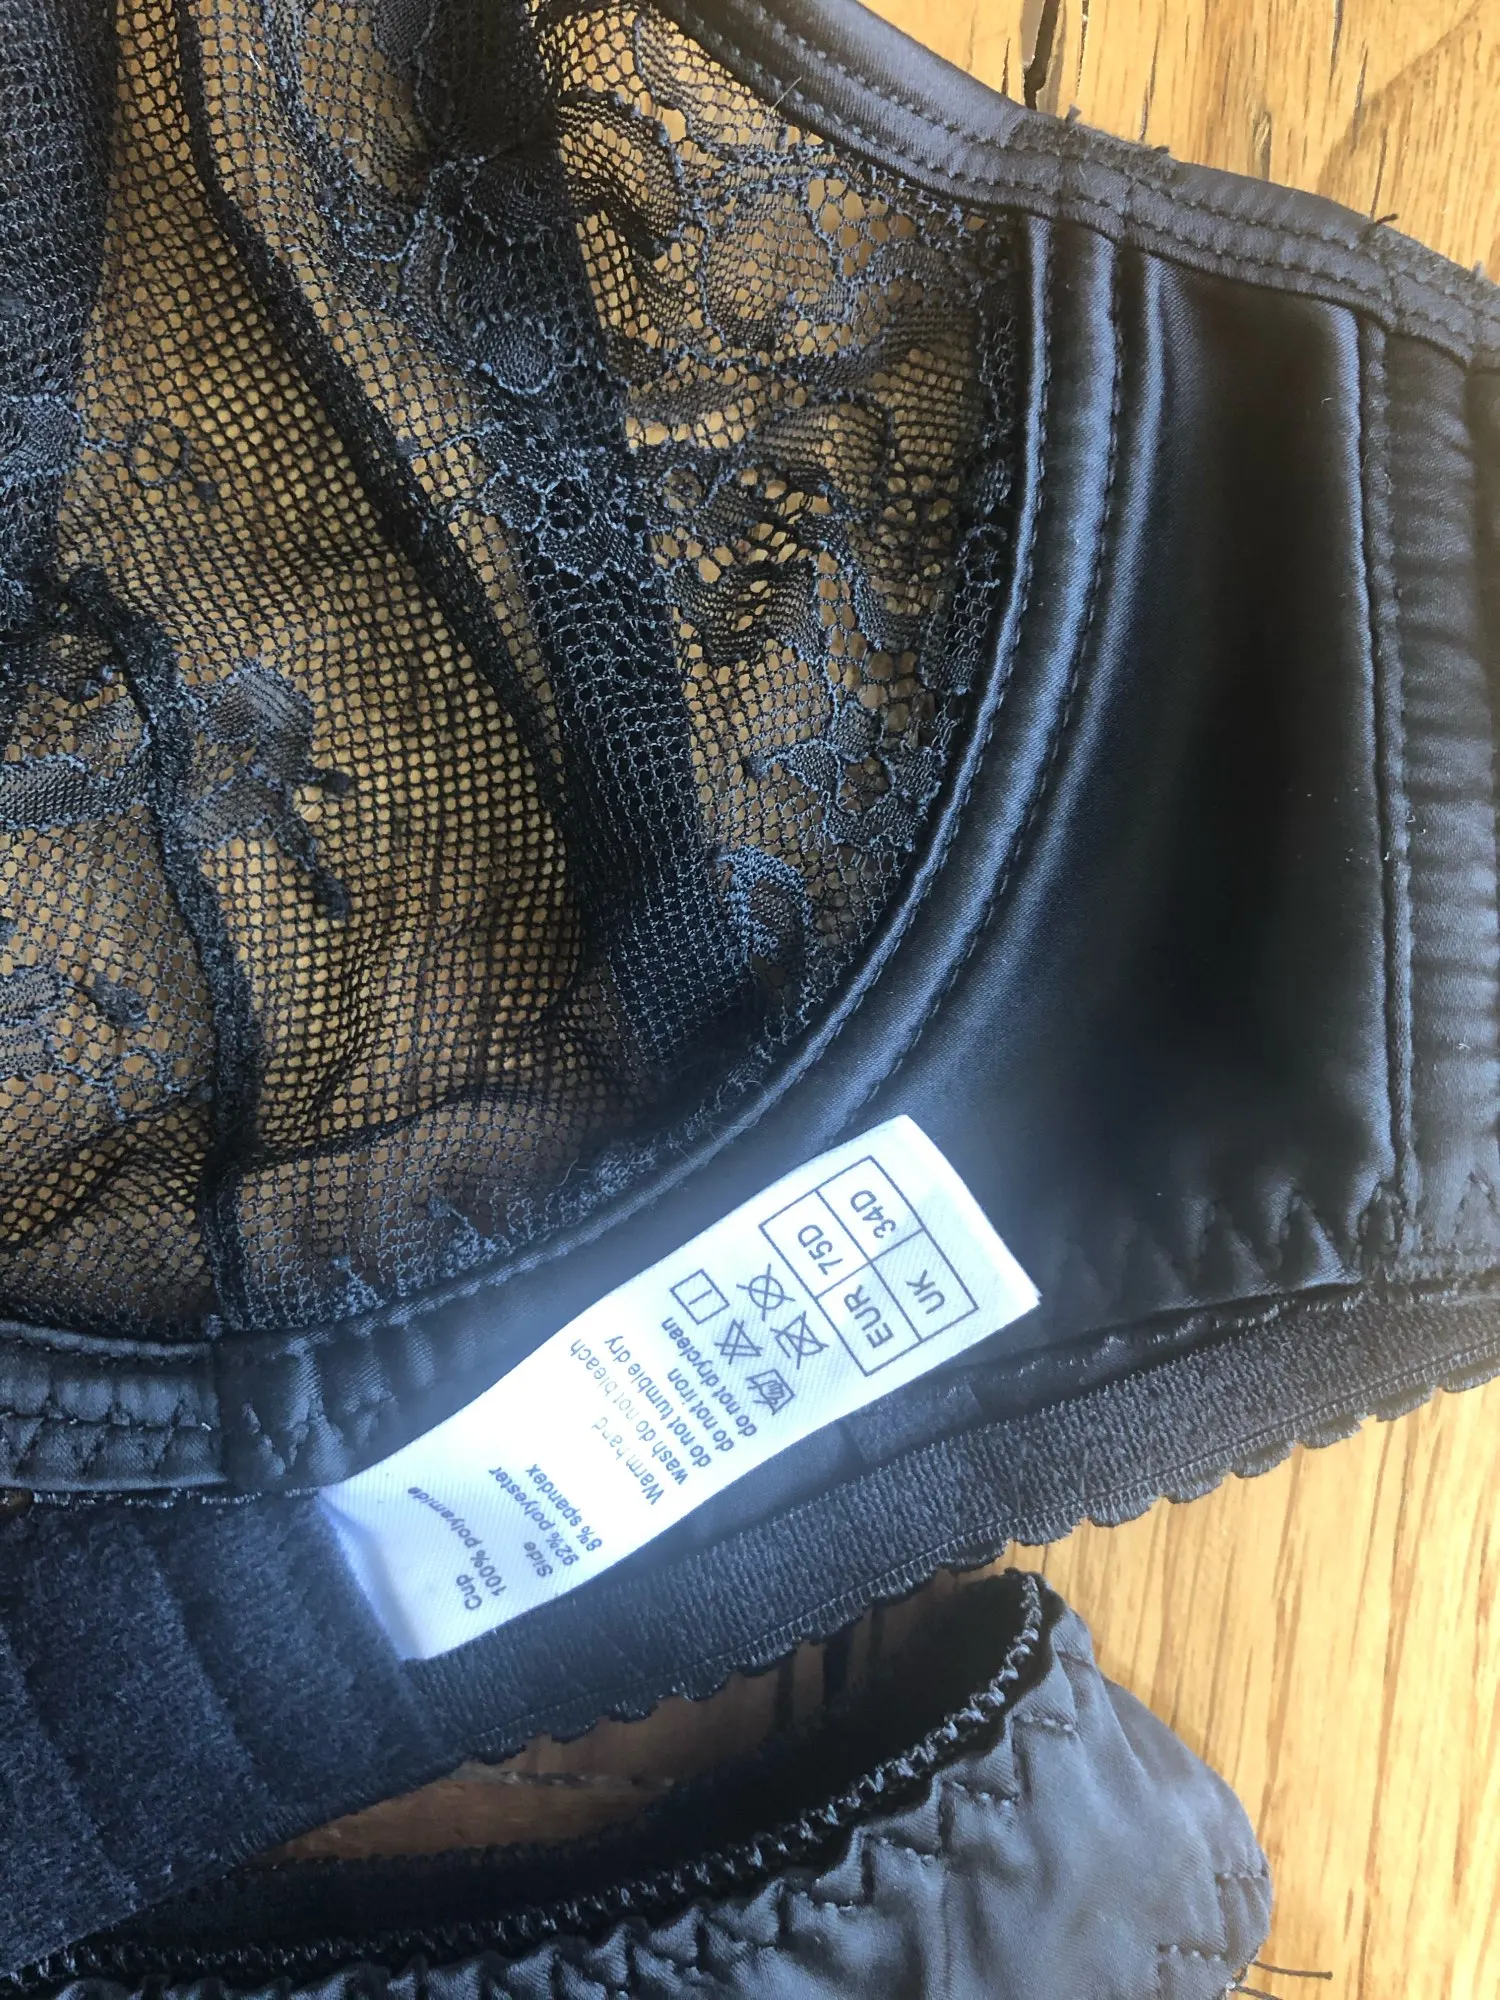 UK 34D
EUR 75D
do not dryclean
do not iron
do not tumble dry
wash do not bleach
Warm hand
8% spandex
92% polyester
Side
100% polyamide
Cup